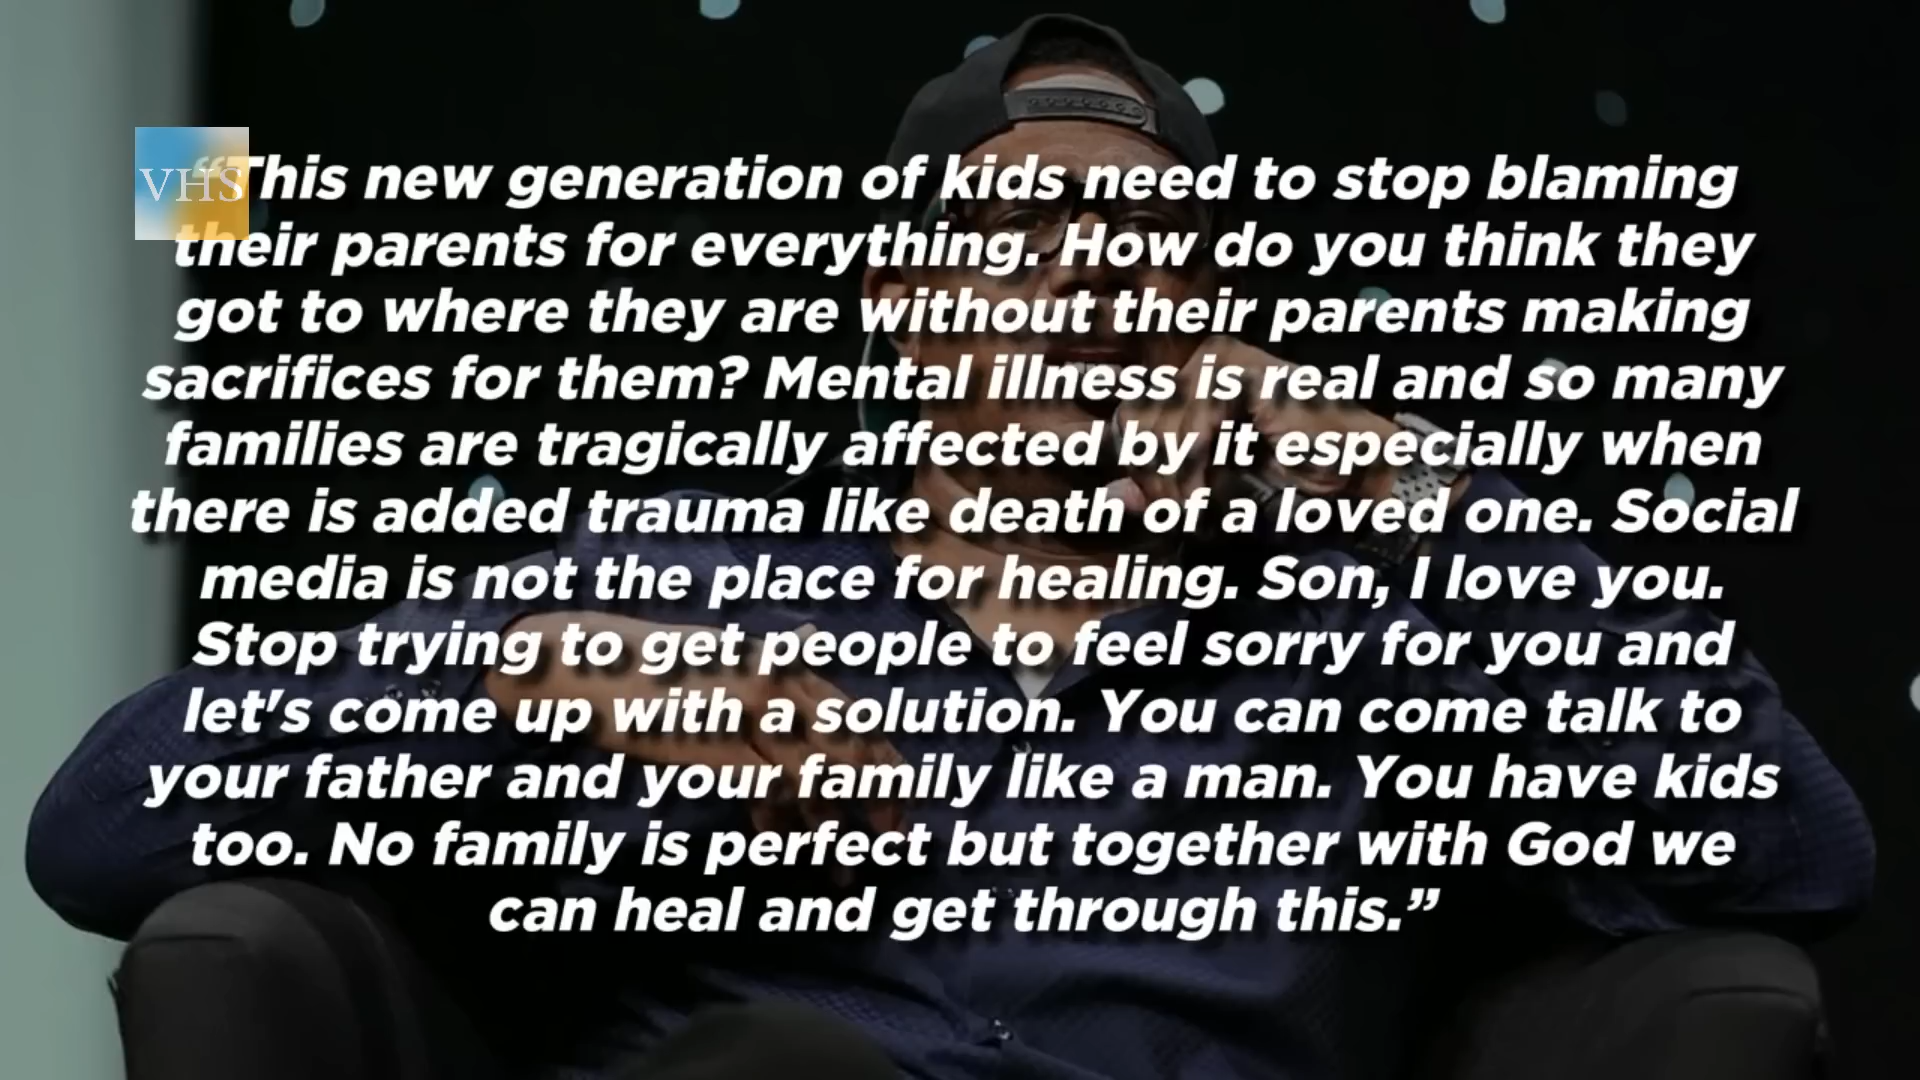 VHS
“This new generation of kids need to stop blaming
their parents for everything. How do you think they
got to where they are without their parents making
sacrifices for them? Mental illness is real and so many
families are tragically affected by it especially when
there is added trauma like death of a loved one. Social
media is not the place for healing. Son, I love you.
Stop trying to get people to feel sorry for you and
let's come up with a solution. You can come talk to
your father and your family like a man. You have kids
too. No family is perfect but together with God we
can heal and get through this.”